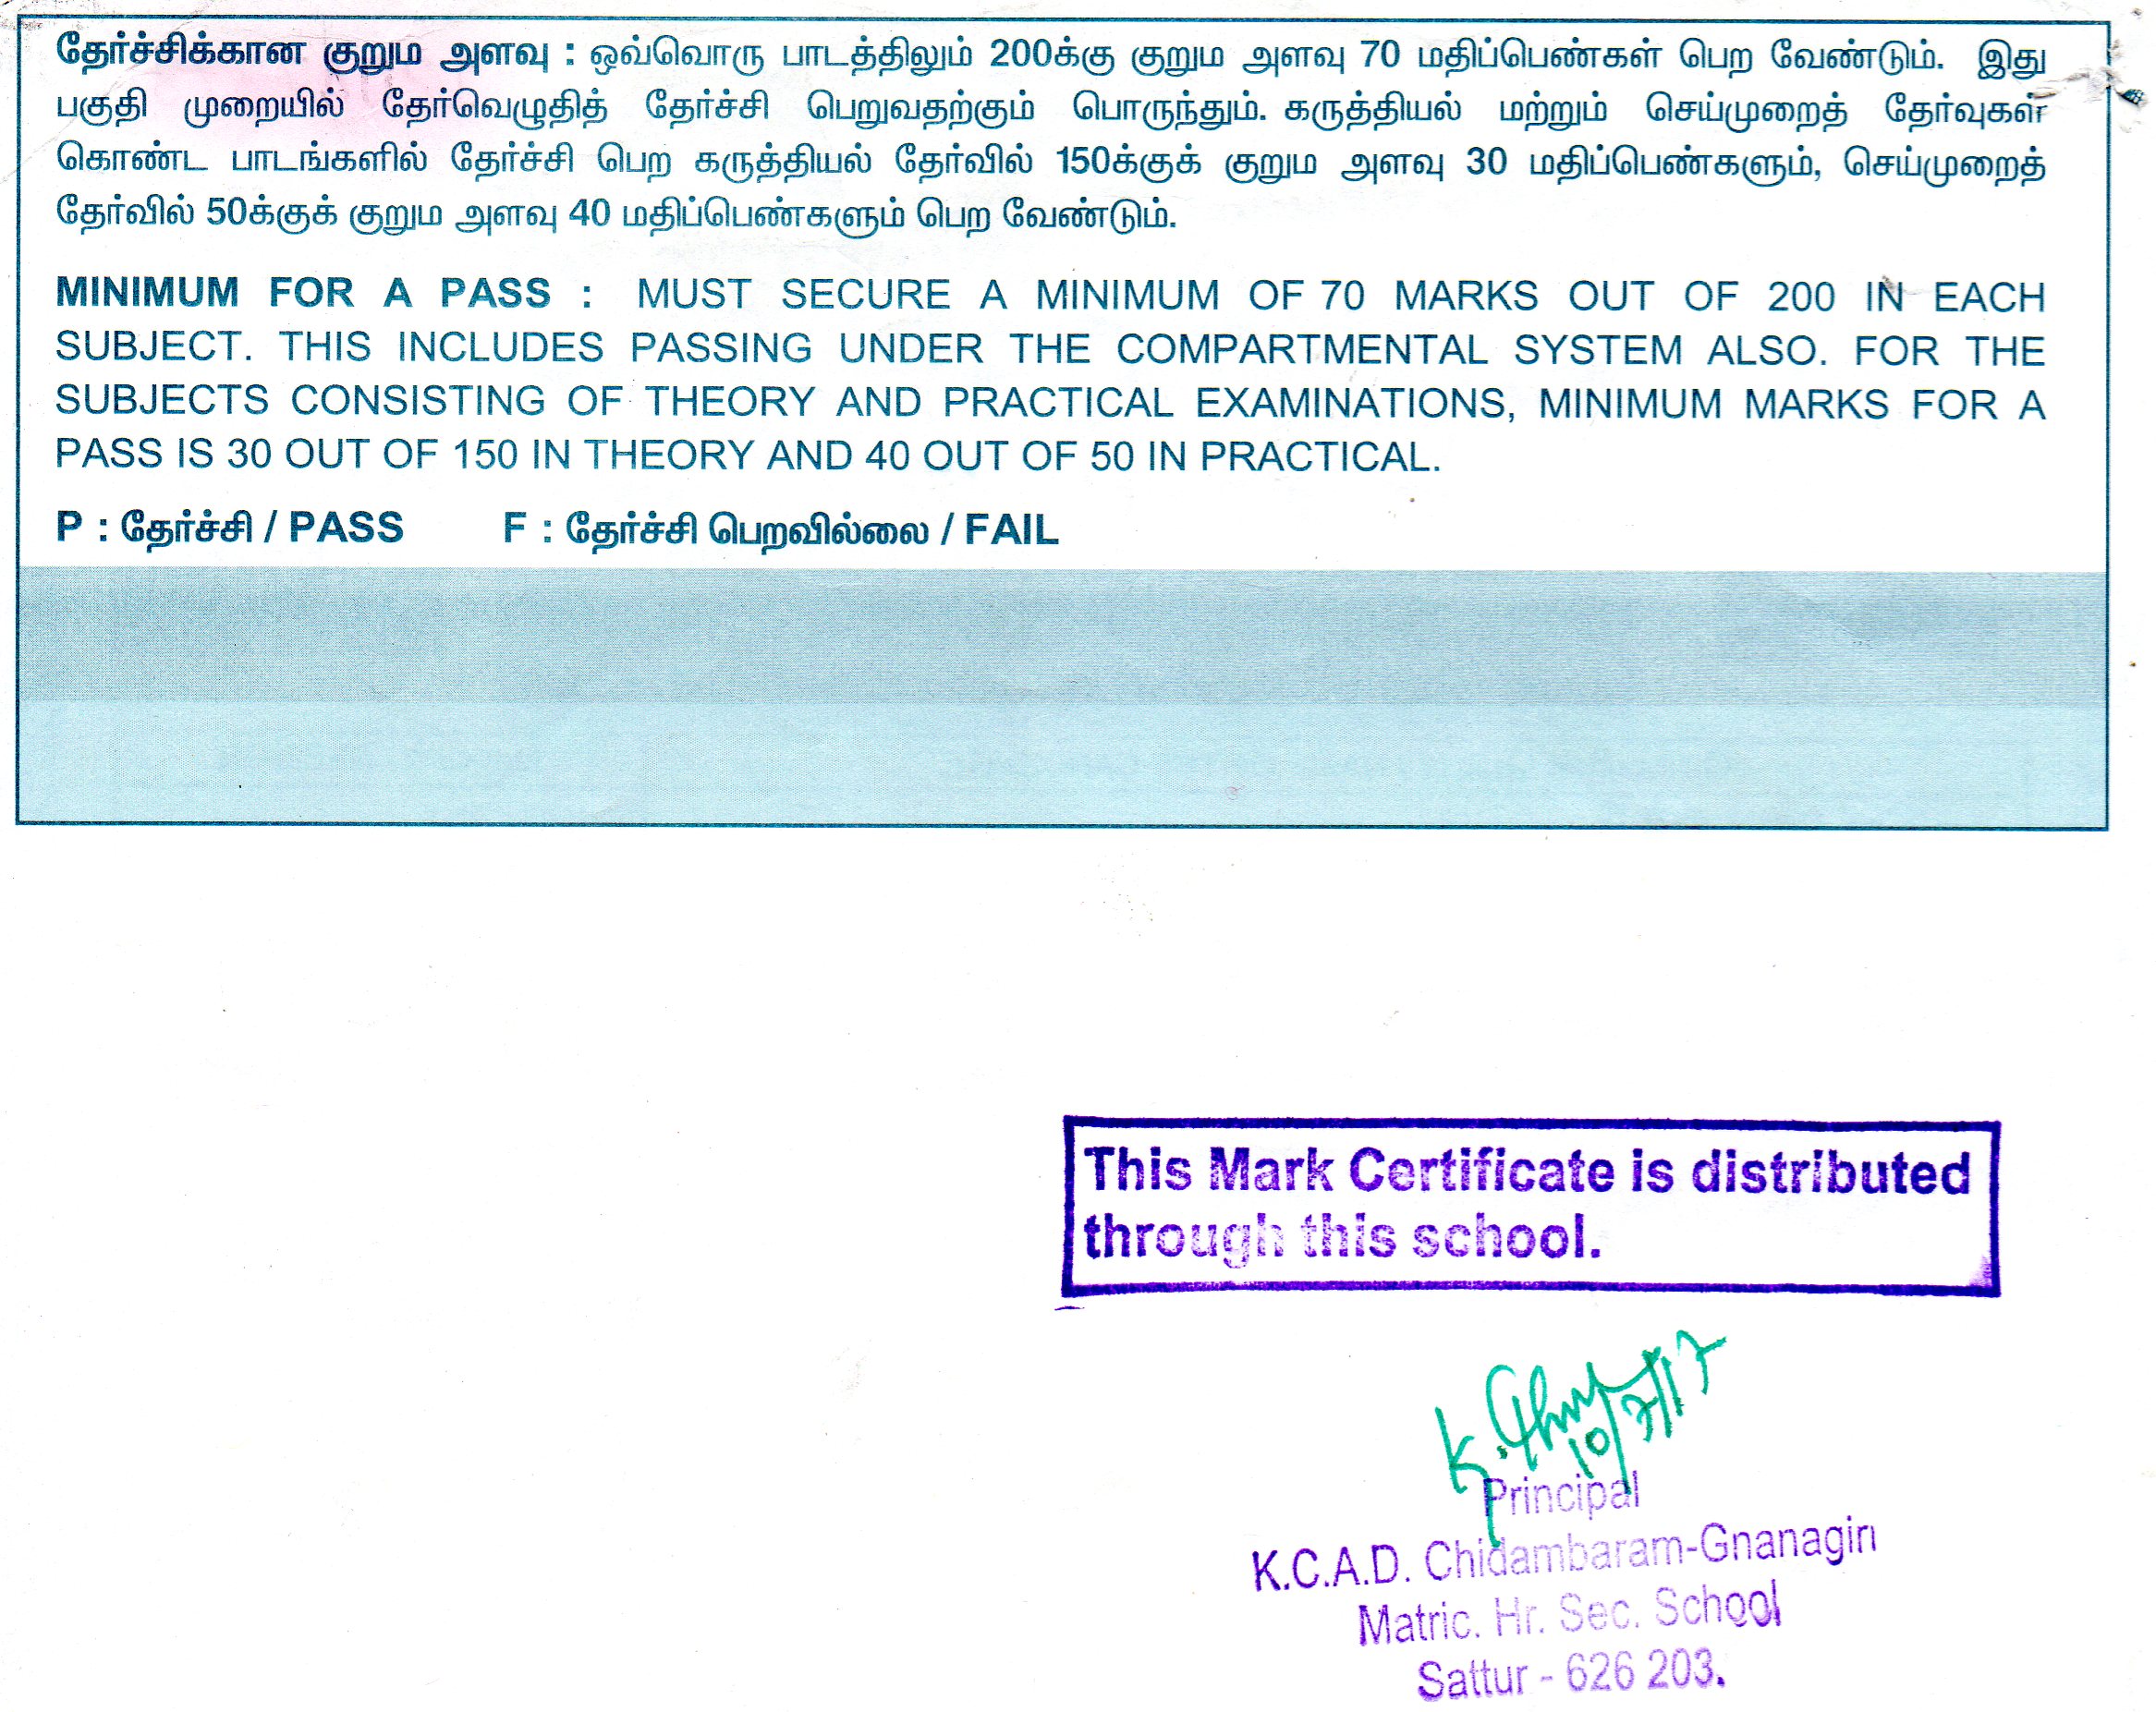 தேர்ச்சிக்கான குறும அளவு : ஒவ்வொரு பாடத்திலும் 200க்கு குறும அளவு 70 மதிப்பெண்கள் பெற வேண்டும். இது
பகுதி முறையில் தேர்வெழுதித் தேர்ச்சி பெறுவதற்கும் பொருந்தும். கருத்தியல் மற்றும் செய்முறைத் தேர்வுகள்
கொண்ட பாடங்களில் தேர்ச்சி பெற கருத்தியல் தேர்வில் 150க்குக் குறும அளவு 30 மதிப்பெண்களும், செய்முறைத்
தேர்வில் 50க்குக் குறும அளவு 40 மதிப்பெண்களும் பெற வேண்டும்.
MINIMUM FOR A PASS : MUST SECURE A MINIMUM OF 70 MARKS OUT OF 200 IN EACH
SUBJECT. THIS INCLUDES PASSING UNDER THE COMPARTMENTAL SYSTEM ALSO. FOR THE
SUBJECTS CONSISTING OF THEORY AND PRACTICAL EXAMINATIONS, MINIMUM MARKS FOR A
PASS IS 30 OUT OF 150 IN THEORY AND 40 OUT OF 50 IN PRACTICAL.
P : தேர்ச்சி / PASS F : தேர்ச்சி பெறவில்லை / FAIL
This Mark Certificate is distributed
through this school.
K.
10/7/17
Principal
K.C.A.D. Chidambaram-Gnanagiri
Matric. Hr. Sec. School
Sattur - 626 203.